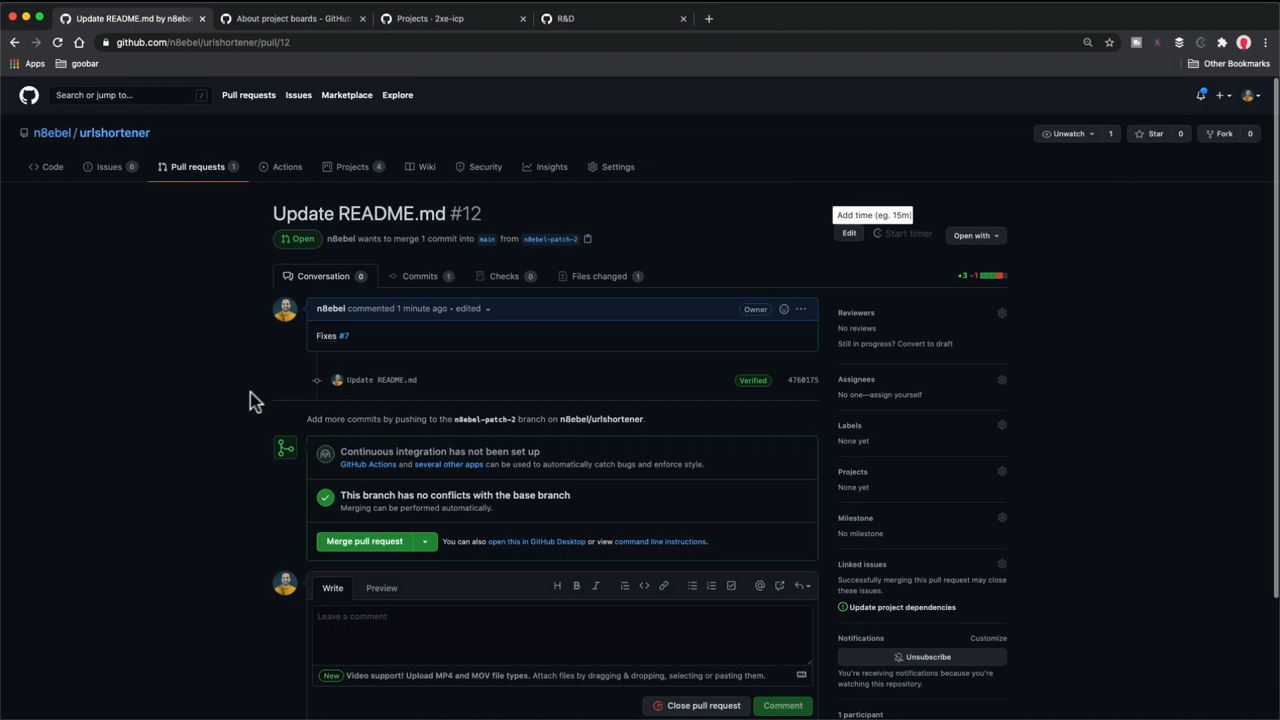 Update README.md by n8ebel
About project boards - GitHub
Projects · 2xe-icp
R&D
github.com/n8ebel/urlshortener/pull/12
Apps
goobar
Other Bookmarks
Search or jump to...
/
Pull requests
Issues
Marketplace
Explore
n8ebel / urlshortener
Unwatch
1
Star
0
Fork
0
Code
Issues 6
Pull requests 1
Actions
Projects 4
Wiki
Security
Insights
Settings
Update README.md #12
Add time (eg. 15m)
Edit
Start timer
Open with
Open
n8ebel wants to merge 1 commit into main from n8ebel-patch-2
Conversation 0
Commits 1
Checks 0
Files changed 1
+3 −1
n8ebel commented 1 minute ago • edited
Owner
Fixes #7
Update README.md
Verified
4760175
Add more commits by pushing to the n8ebel-patch-2 branch on n8ebel/urlshortener.
Continuous integration has not been set up
GitHub Actions and several other apps can be used to automatically catch bugs and enforce style.
This branch has no conflicts with the base branch
Merging can be performed automatically.
Merge pull request
You can also open this in GitHub Desktop or view command line instructions.
Write
Preview
Leave a comment
New Video support! Upload MP4 and MOV file types. Attach files by dragging & dropping, selecting or pasting them.
Close pull request
Comment
Reviewers
No reviews
Still in progress? Convert to draft
Assignees
No one—assign yourself
Labels
None yet
Projects
None yet
Milestone
No milestone
Linked issues
Successfully merging this pull request may close
these issues.
Update project dependencies
Notifications
Customize
Unsubscribe
You're receiving notifications because you're
watching this repository.
1 participant